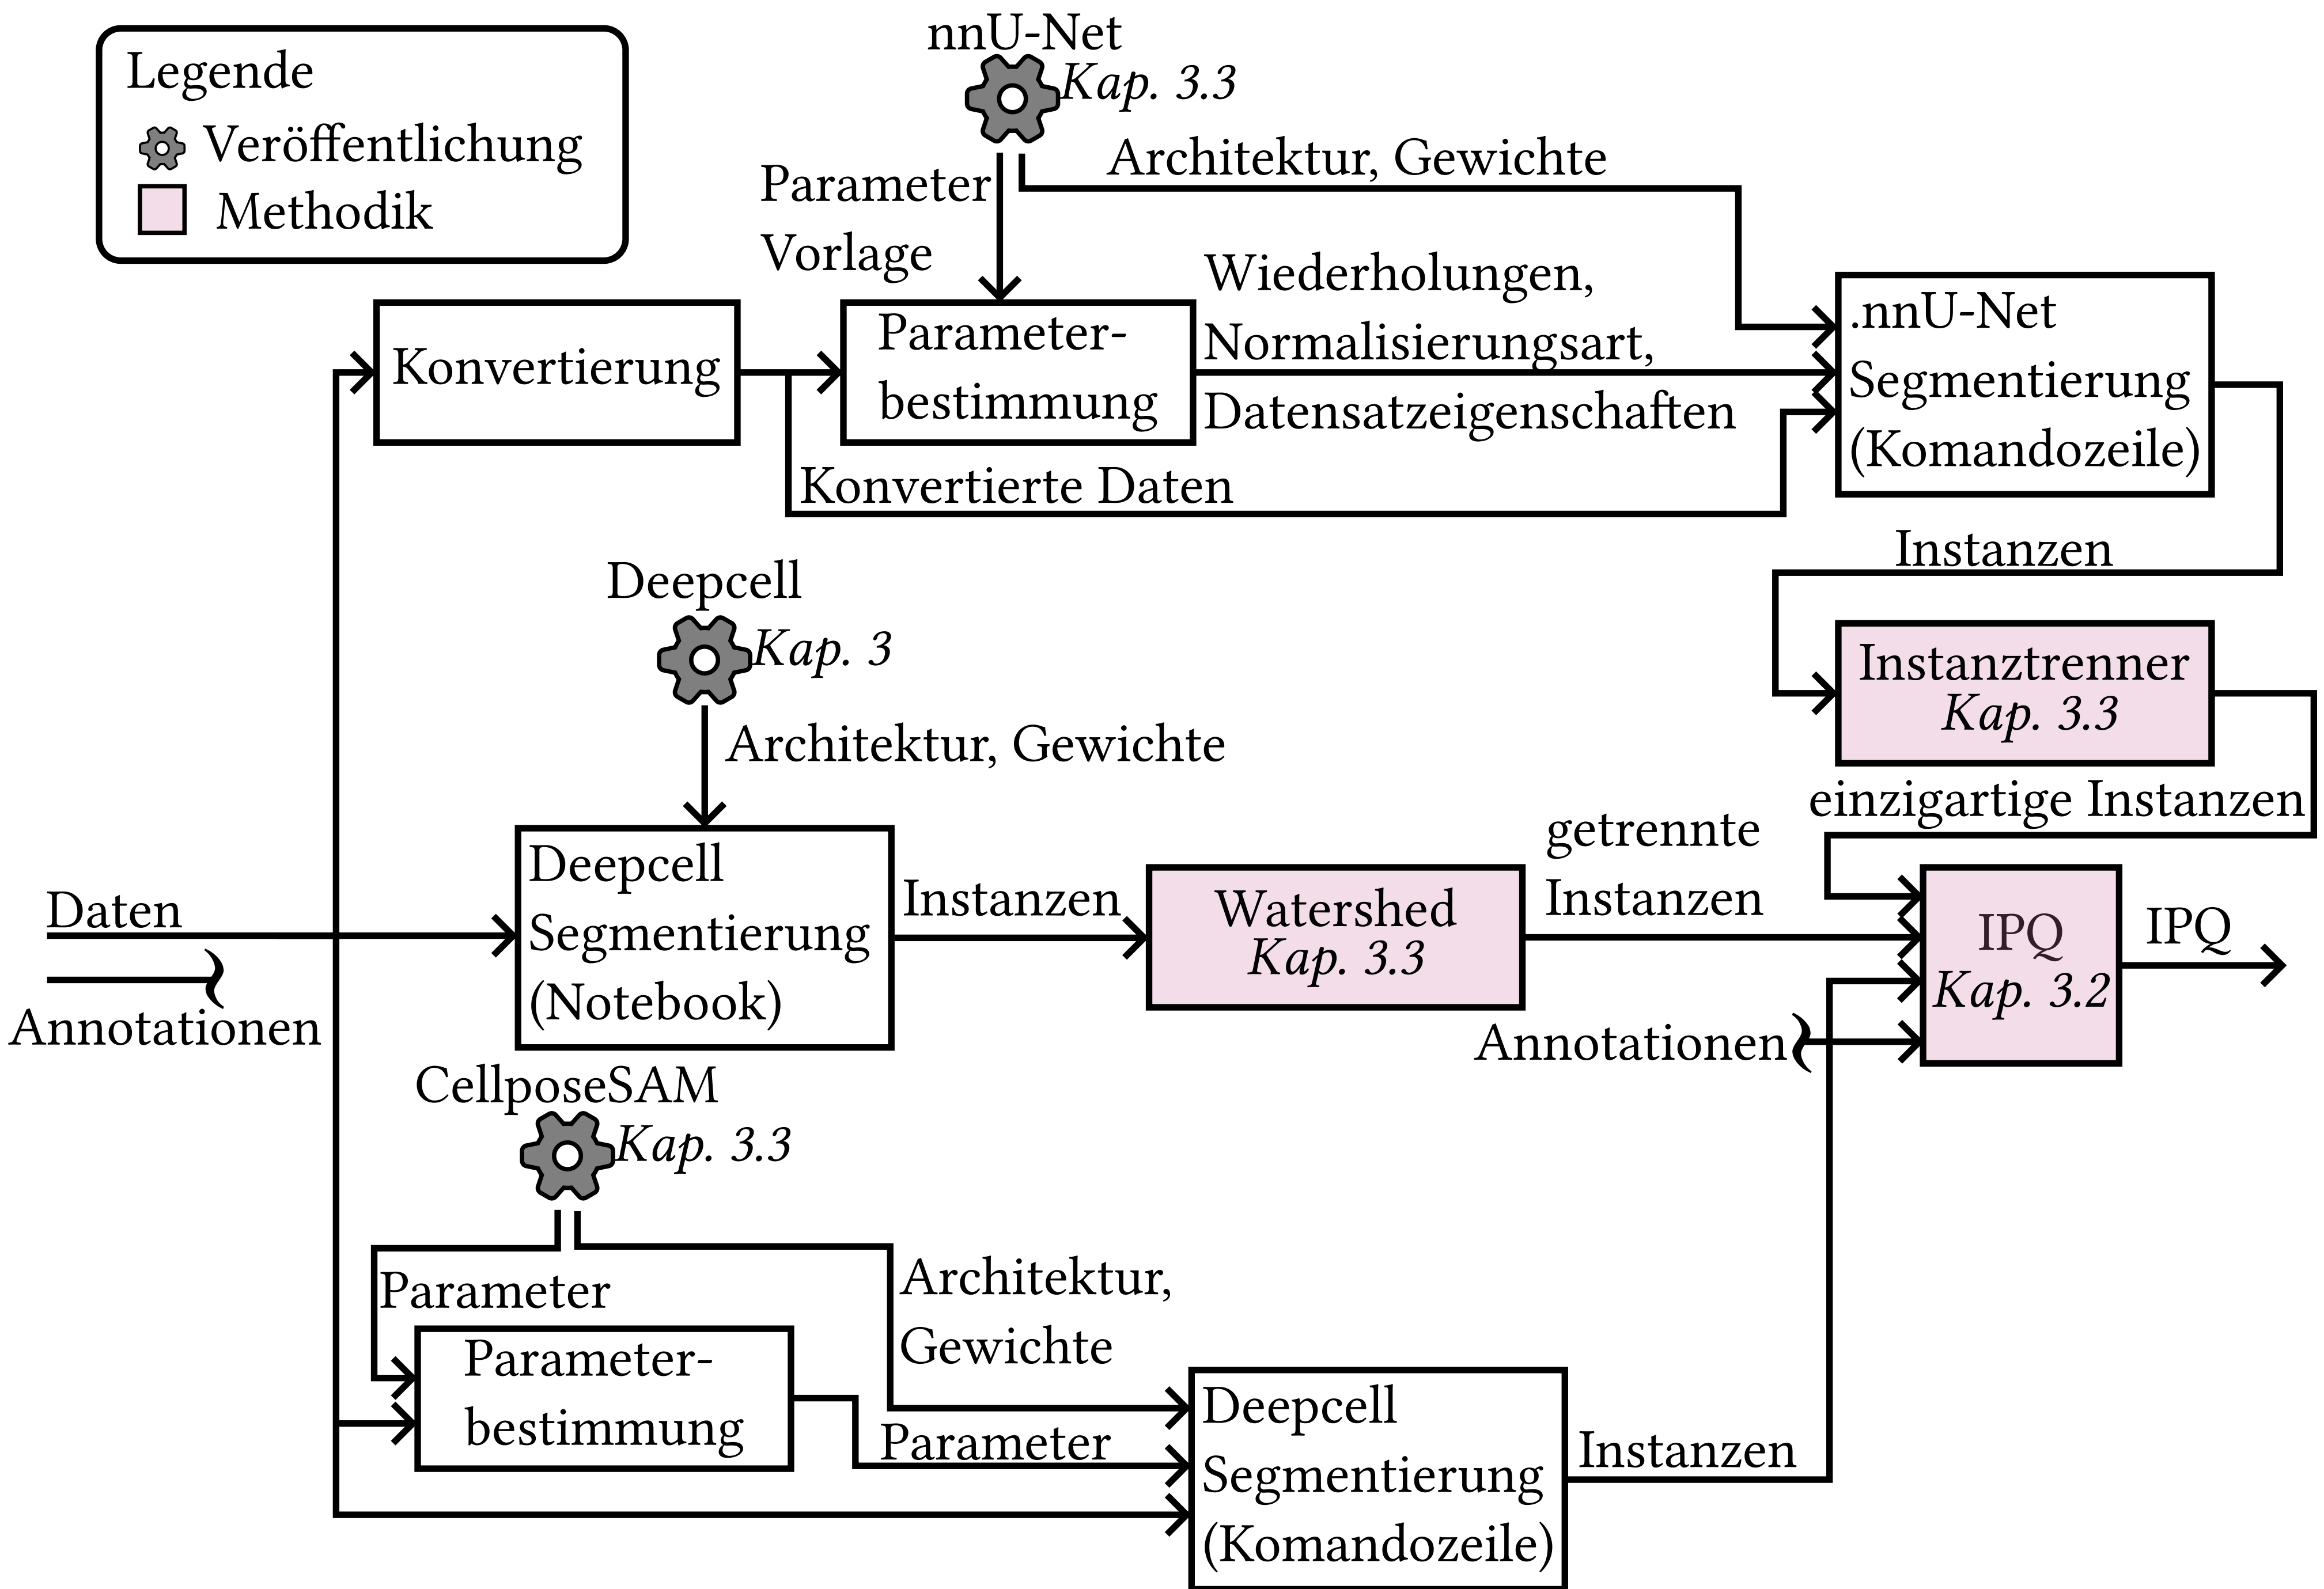 Legende
Veröffentlichung
Methodik
nnU-Net
Kap. 3.3
Architektur, Gewichte
Parameter
Vorlage
Konvertierung
Parameter-
bestimmung
Wiederholungen,
Normalisierungsart,
Datensatzeigenschaften
Konvertierte Daten
.nnU-Net
Segmentierung
(Komandozeile)
Instanzen
Instanztrenner
Kap. 3.3
einzigartige Instanzen
Deepcell
Kap. 3
Architektur, Gewichte
Daten
Annotationen
Deepcell
Segmentierung
(Notebook)
Instanzen
Watershed
Kap. 3.3
getrennte
Instanzen
Annotationen
IPQ
Kap. 3.2
IPQ
CellposeSAM
Kap. 3.3
Parameter
Architektur,
Gewichte
Parameter-
bestimmung
Parameter
Deepcell
Segmentierung
(Komandozeile)
Instanzen